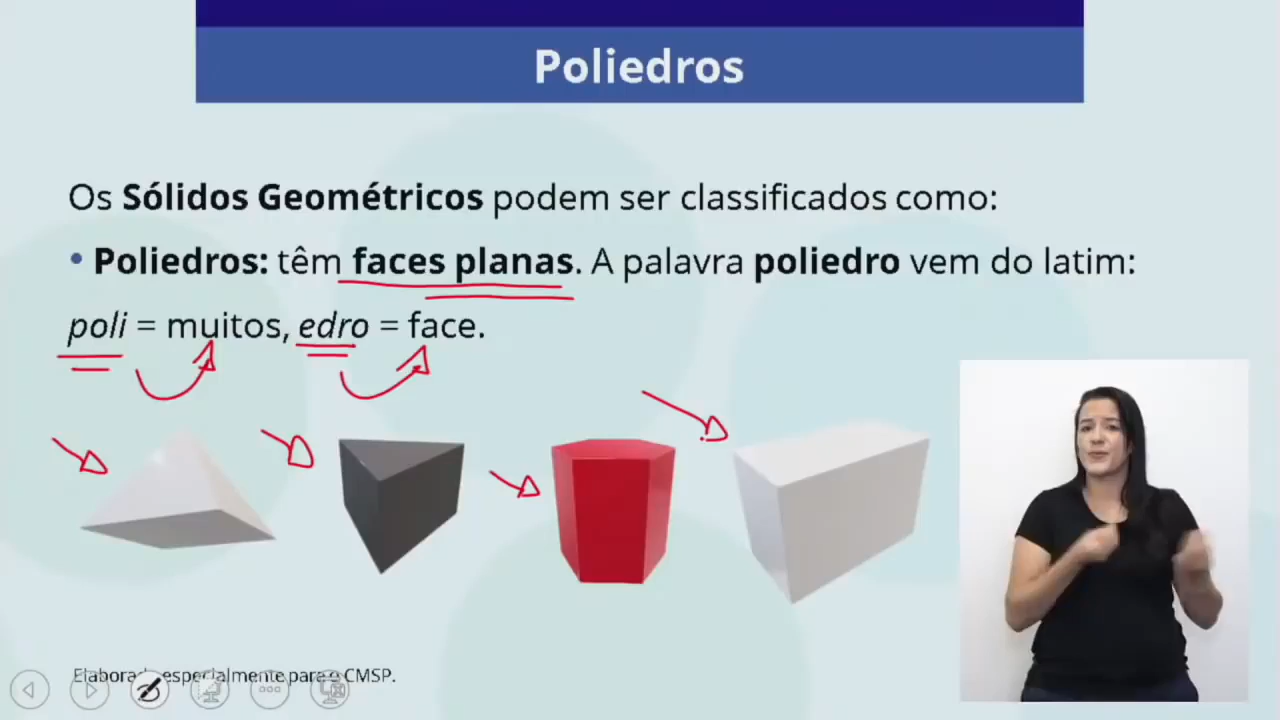 Poliedros
Os Sólidos Geométricos podem ser classificados como:
• Poliedros: têm faces planas. A palavra poliedro vem do latim:
poli = muitos, edro = face.
Elaborado especialmente para o CMSP.